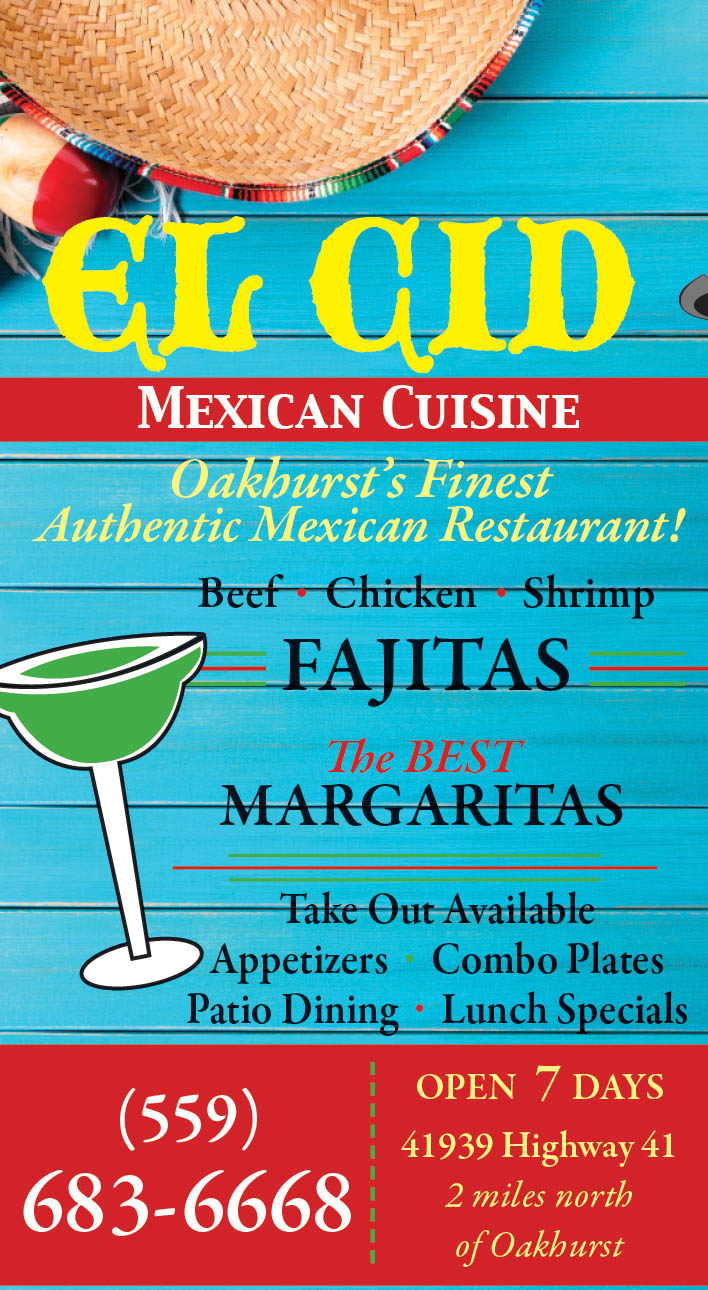 EL CID
MEXICAN CUISINE
Oakhurst's Finest
Authentic Mexican Restaurant!
Beef • Chicken • Shrimp
FAJITAS
The BEST
MARGARITAS
Take Out Available
Appetizers • Combo Plates
Patio Dining • Lunch Specials
(559)
683-6668
OPEN 7 DAYS
41939 Highway 41
2 miles north
of Oakhurst